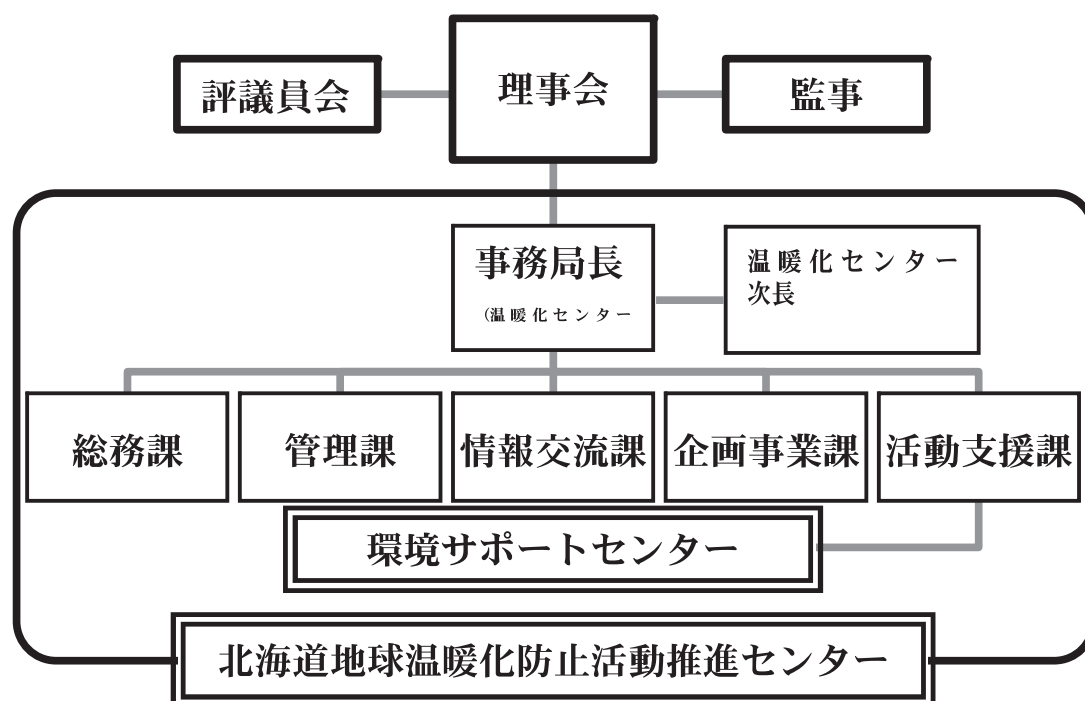 評議員会
理事会
監事
事務局長
（温暖化センター
温暖化センター
次長
総務課
管理課
情報交流課
企画事業課
活動支援課
環境サポートセンター
北海道地球温暖化防止活動推進センター